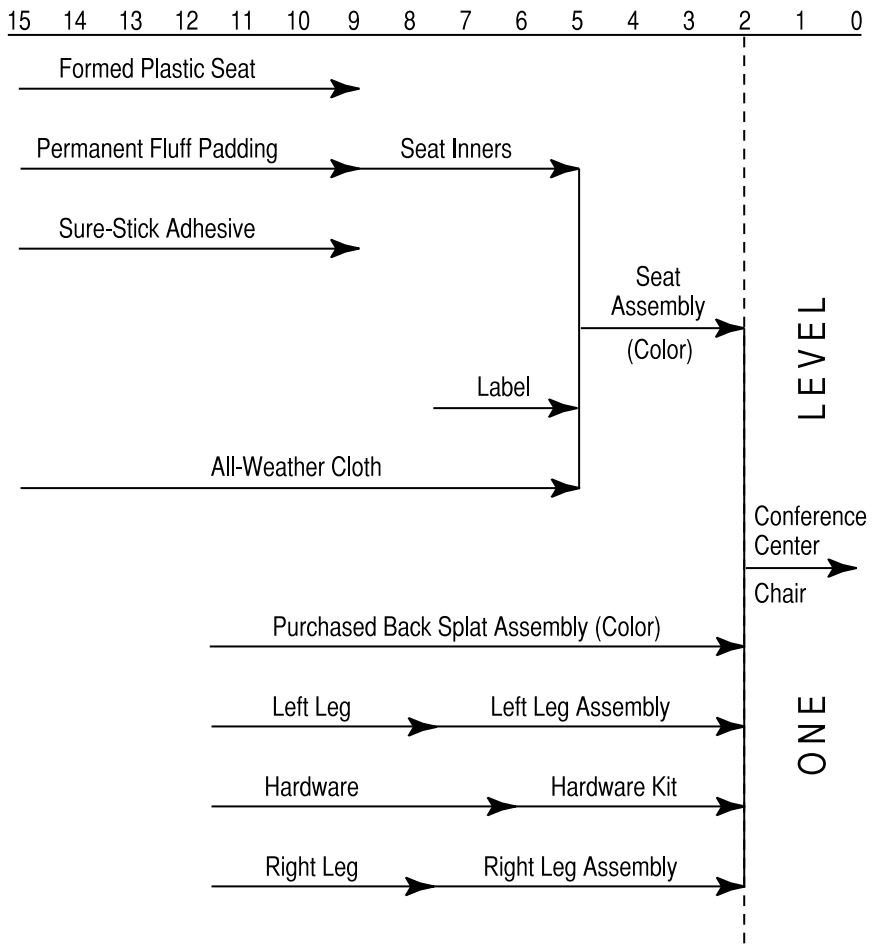 15 14 13 12 11 10 9 8 7 6 5 4 3 2 1 0
Formed Plastic Seat
Permanent Fluff Padding
Seat Inners
Sure-Stick Adhesive
Seat
Assembly
(Color)
LEVEL
Label
All-Weather Cloth
Conference
Center
Chair
Purchased Back Splat Assembly (Color)
Left Leg
Left Leg Assembly
ONE
Hardware
Hardware Kit
Right Leg
Right Leg Assembly